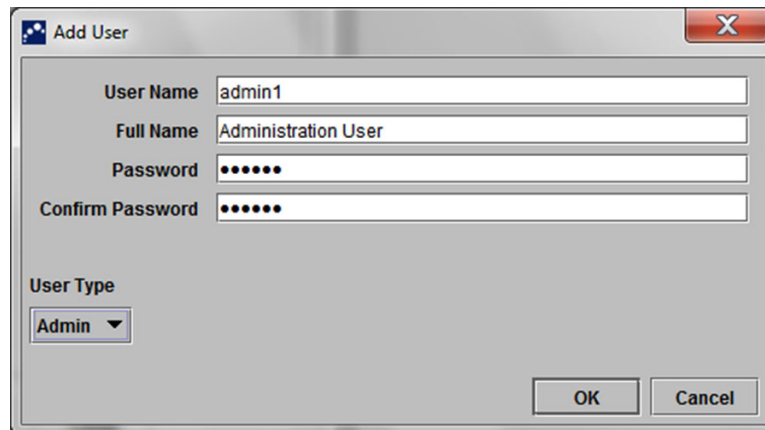 Add User
User Name admin1
Full Name Administration User
Password ••••••
Confirm Password ••••••
User Type
Admin
OK Cancel